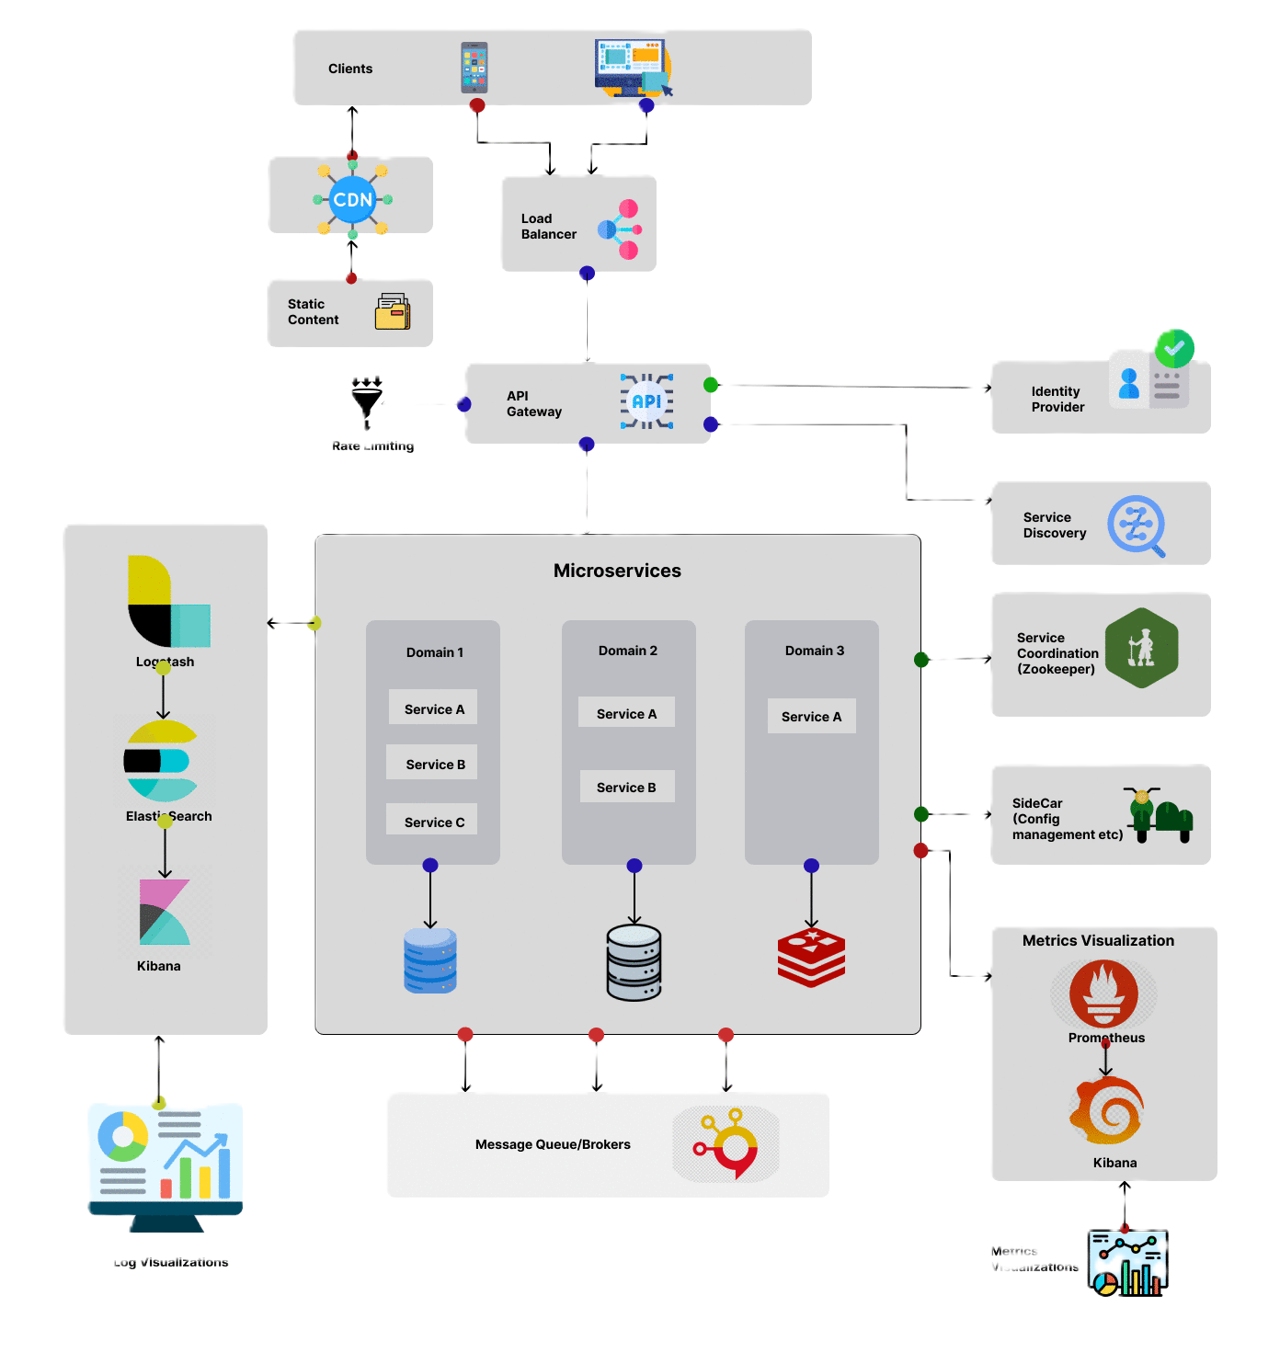 Clients
CDN
Load
Balancer
Static
Content
API
Gateway
API
Rate Limiting
Identity
Provider
Service
Discovery
Microservices
Logstash
ElasticSearch
Kibana
Domain 1
Service A
Service B
Service C
Domain 2
Service A
Service B
Domain 3
Service A
Service
Coordination
(Zookeeper)
SideCar
(Config
management etc)
Metrics Visualization
Prometheus
Kibana
Message Queue/Brokers
Log Visualizations
Metrics
Visualizations